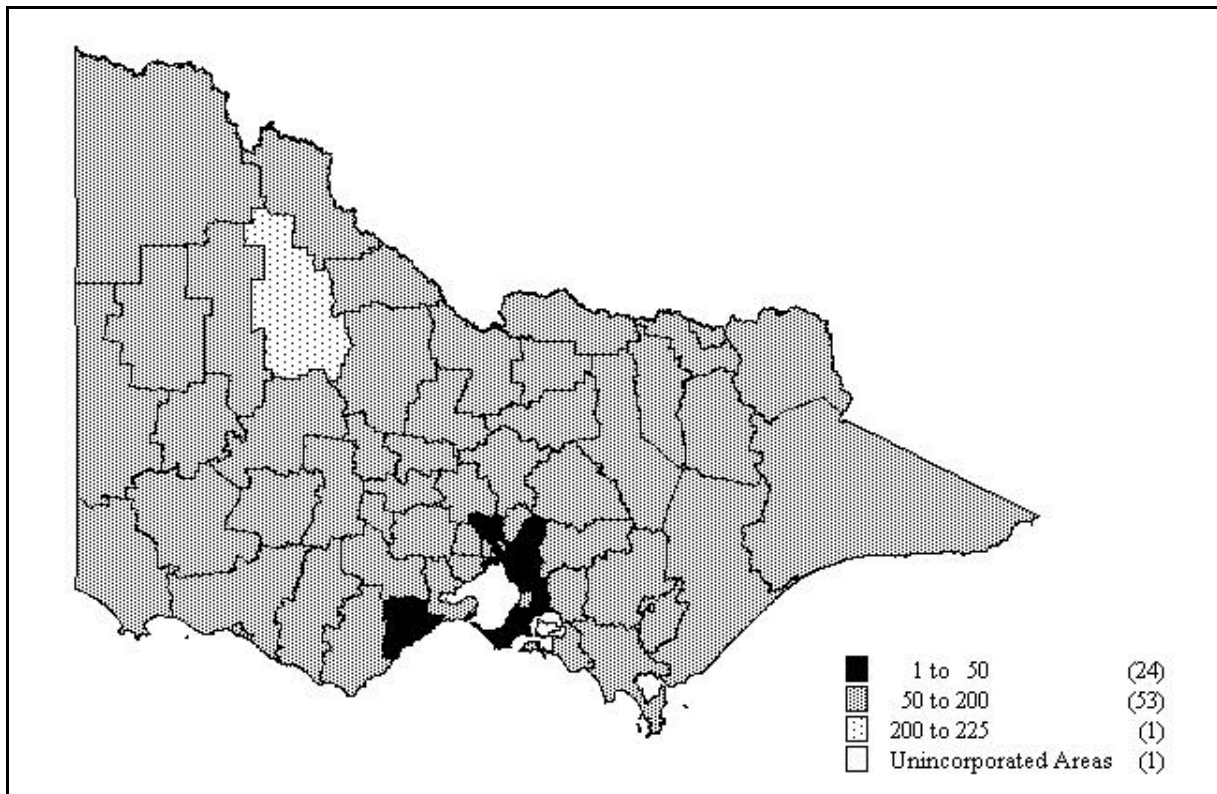 1 to 50 (24)
50 to 200 (53)
200 to 225 (1)
Unincorporated Areas (1)